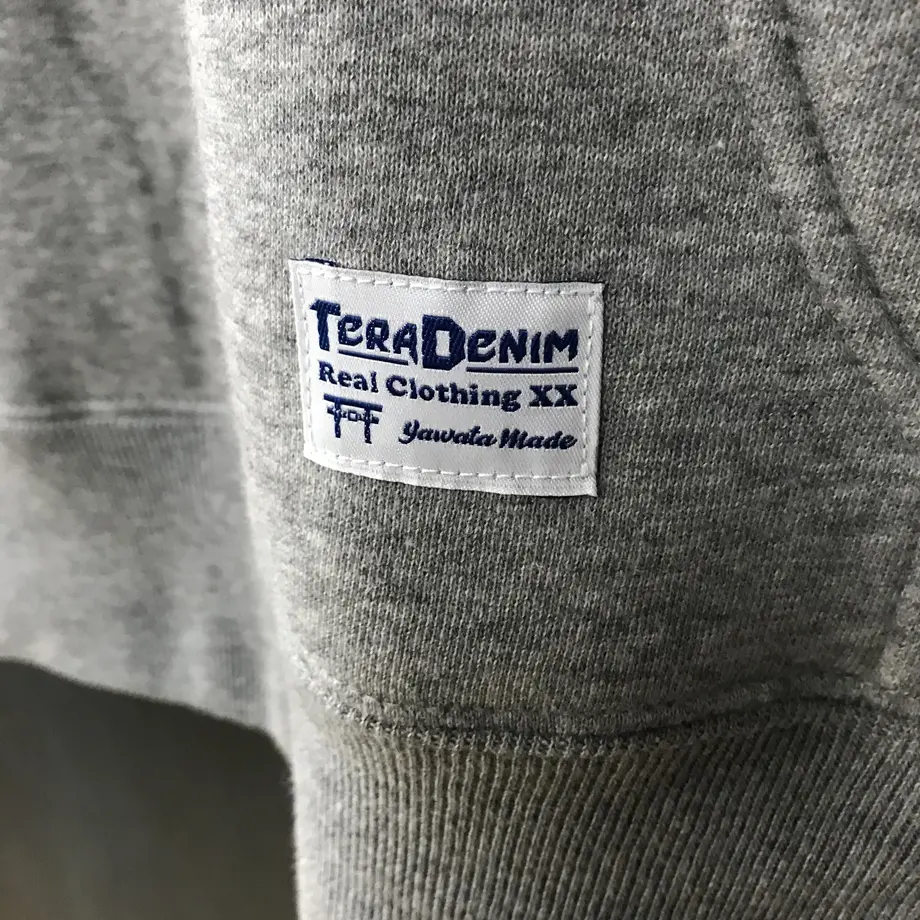 TERADENIM
Real Clothing XX
Yawata Made